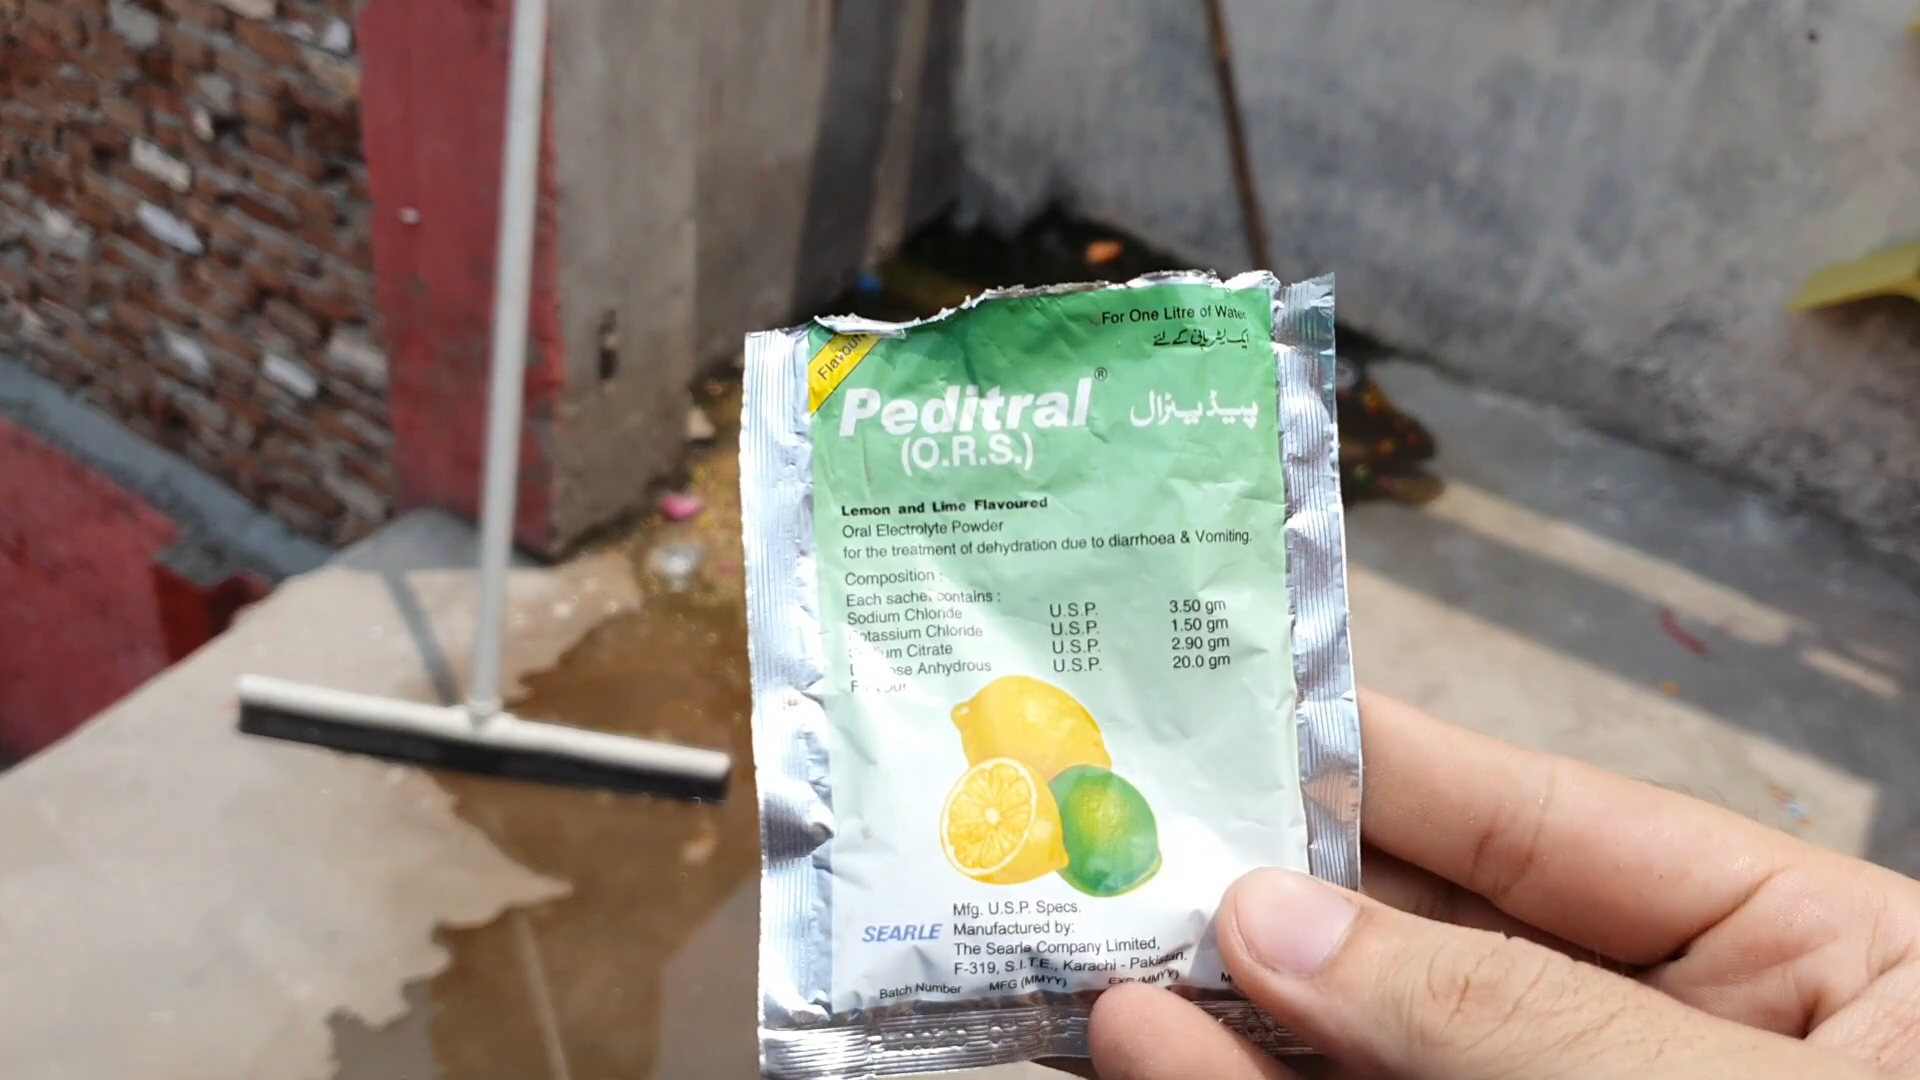 For One Litre of Water
ایک لیٹر پانی کے لئے
Flavour
Peditral®
پیڈیٹرال
(O.R.S.)
Lemon and Lime Flavoured
Oral Electrolyte Powder
for the treatment of dehydration due to diarrhoea & Vomiting.
Composition :
Each sachet contains :
Sodium Chloride U.S.P. 3.50 gm
Potassium Chloride U.S.P. 1.50 gm
Sodium Citrate U.S.P. 2.90 gm
Dextrose Anhydrous U.S.P. 20.0 gm
Flavour
Mfg. U.S.P. Specs.
SEARLE
Manufactured by:
The Searle Company Limited,
F-319, S.I.T.E., Karachi - Pakistan.
Batch Number MFG (MMYY) EXP (MMYY)